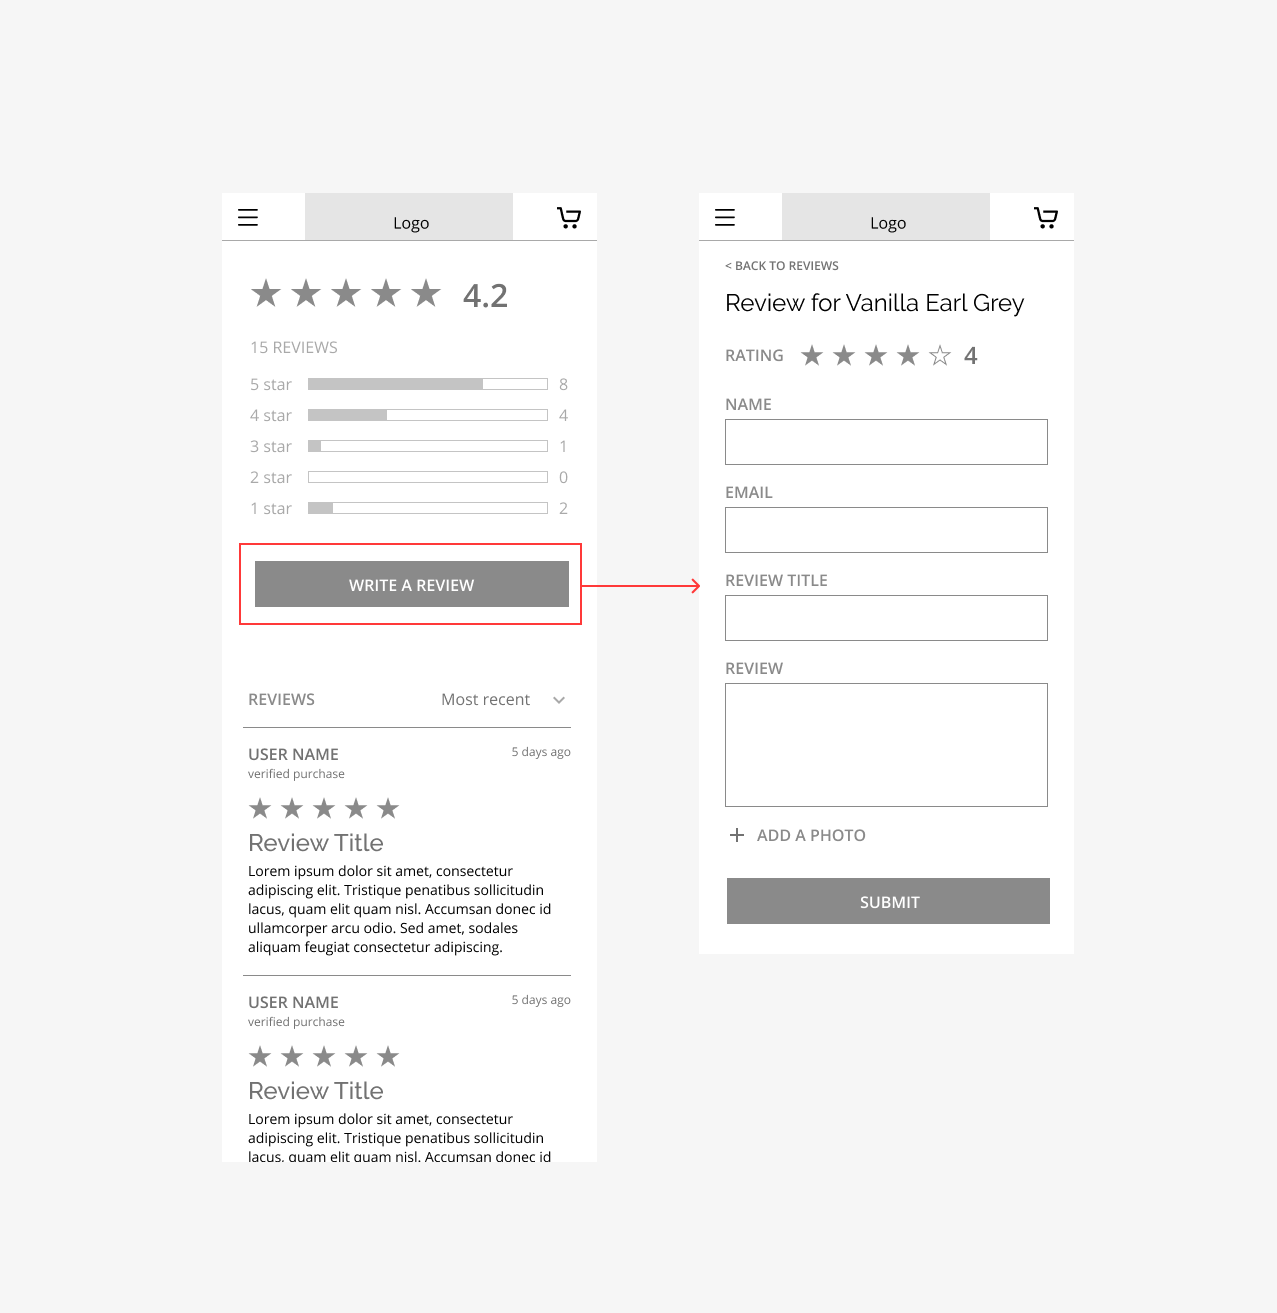 Logo
4.2
15 REVIEWS
5 star 8
4 star 4
3 star 1
2 star 0
1 star 2
WRITE A REVIEW
REVIEWS Most recent
USER NAME 5 days ago
verified purchase
Review Title
Lorem ipsum dolor sit amet, consectetur
adipiscing elit. Tristique penatibus sollicitudin
lacus, quam elit quam nisl. Accumsan donec id
ullamcorper arcu odio. Sed amet, sodales
aliquam feugiat consectetur adipiscing.
USER NAME 5 days ago
verified purchase
Review Title
Lorem ipsum dolor sit amet, consectetur
adipiscing elit. Tristique penatibus sollicitudin
lacus, quam elit quam nisl. Accumsan donec id
Logo
< BACK TO REVIEWS
Review for Vanilla Earl Grey
RATING 4
NAME
EMAIL
REVIEW TITLE
REVIEW
+ ADD A PHOTO
SUBMIT